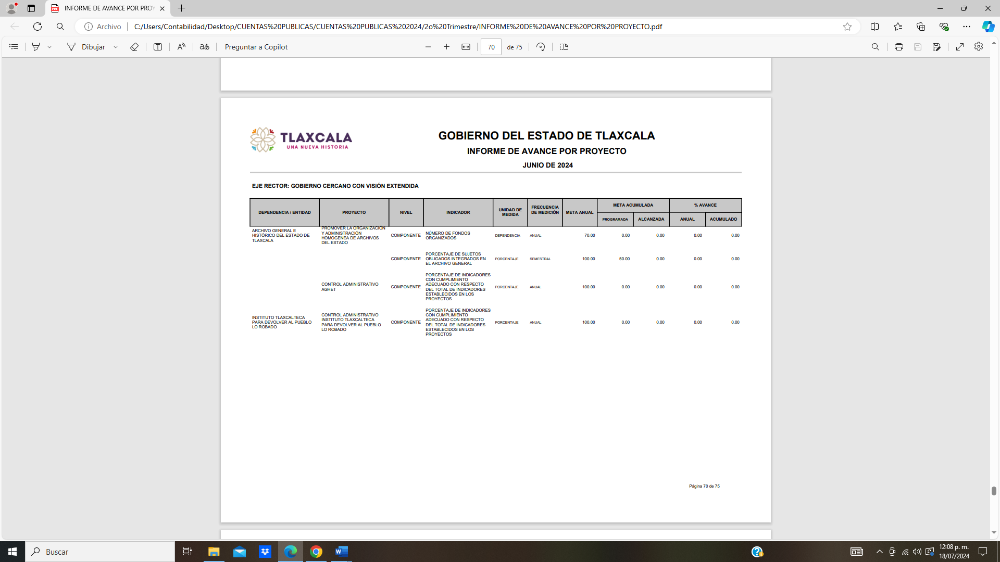 INFORME DE AVANCE POR PROY
Archivo
C:/Users/Contabilidad/Desktop/CUENTAS%20PUBLICAS/CUENTAS%20PUBLICAS%202024/2o%20Trimestre/INFORME%20DE%20AVANCE%20POR%20PROYECTO.pdf
Dibujar
aあ
Preguntar a Copilot
70
de 75
TLAXCALA
UNA NUEVA HISTORIA
GOBIERNO DEL ESTADO DE TLAXCALA
INFORME DE AVANCE POR PROYECTO
JUNIO DE 2024
EJE RECTOR: GOBIERNO CERCANO CON VISIÓN EXTENDIDA
DEPENDENCIA / ENTIDAD
PROYECTO
NIVEL
INDICADOR
UNIDAD DE
MEDIDA
FRECUENCIA
DE MEDICIÓN
META ANUAL
META ACUMULADA
% AVANCE
PROGRAMADA
ALCANZADA
ANUAL
ACUMULADO
ARCHIVO GENERAL E
HISTÓRICO DEL ESTADO DE
TLAXCALA
PROMOVER LA ORGANIZACIÓN
Y ADMINISTRACIÓN
HOMOGENEA DE ARCHIVOS
DEL ESTADO
COMPONENTE
NÚMERO DE FONDOS
ORGANIZADOS
DEPENDENCIA
ANUAL
70.00
0.00
0.00
0.00
0.00
COMPONENTE
PORCENTAJE DE SUJETOS
OBLIGADOS INTEGRADOS EN
EL ARCHIVO GENERAL
PORCENTAJE
SEMESTRAL
100.00
50.00
0.00
0.00
0.00
CONTROL ADMINISTRATIVO
AGHET
COMPONENTE
PORCENTAJE DE INDICADORES
CON CUMPLIMIENTO
ADECUADO CON RESPECTO
DEL TOTAL DE INDICADORES
ESTABLECIDOS EN LOS
PROYECTOS
PORCENTAJE
ANUAL
100.00
0.00
0.00
0.00
0.00
INSTITUTO TLAXCALTECA
PARA DEVOLVER AL PUEBLO
LO ROBADO
CONTROL ADMINISTRATIVO
INSTITUTO TLAXCALTECA
PARA DEVOLVER AL PUEBLO
LO ROBADO
COMPONENTE
PORCENTAJE DE INDICADORES
CON CUMPLIMIENTO
ADECUADO CON RESPECTO
DEL TOTAL DE INDICADORES
ESTABLECIDOS EN LOS
PROYECTOS
PORCENTAJE
ANUAL
100.00
0.00
0.00
0.00
0.00
Página 70 de 75
Buscar
12:08 p. m.
18/07/2024